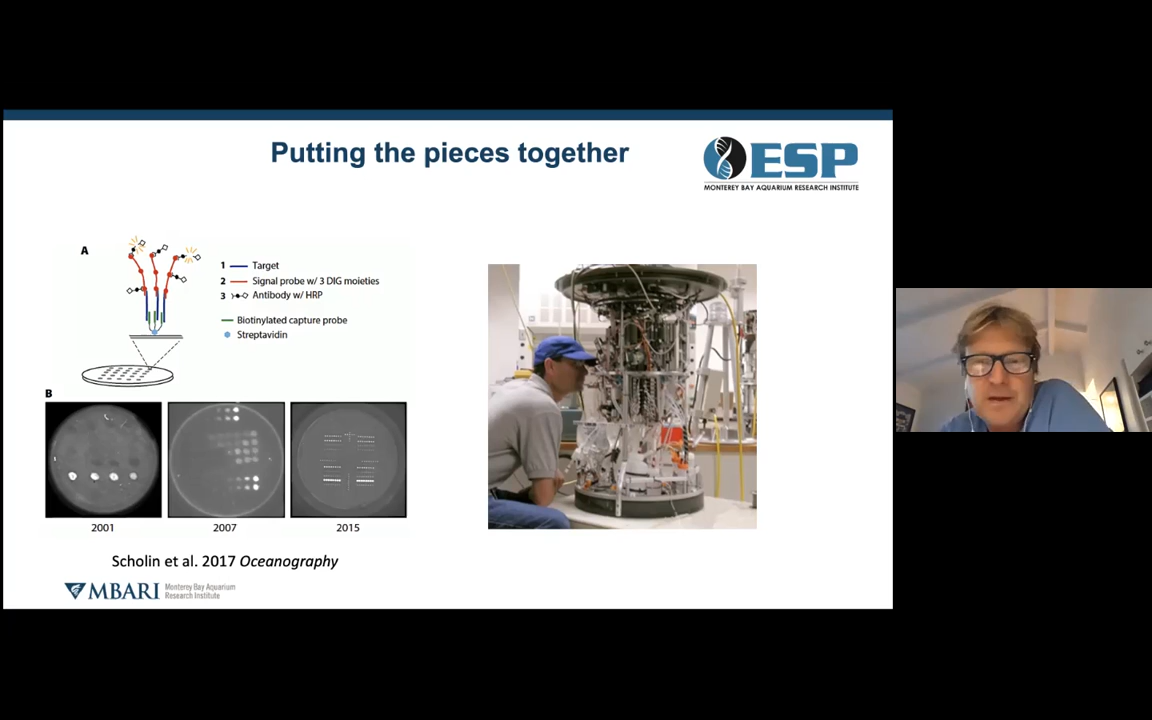 Putting the pieces together
ESP
MONTEREY BAY AQUARIUM RESEARCH INSTITUTE
A
1 Target
2 Signal probe w/ 3 DIG moieties
3 Antibody w/ HRP
Biotinylated capture probe
Streptavidin
B
2001
2007
2015
Scholin et al. 2017 Oceanography
MBARI Monterey Bay Aquarium
Research Institute